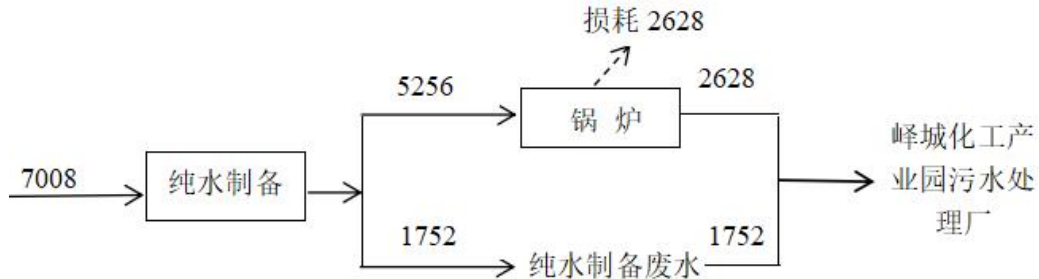 损耗 2628
5256
2628
锅 炉
峄城化工产
业园污水处
理厂
7008
纯水制备
1752
1752
纯水制备废水